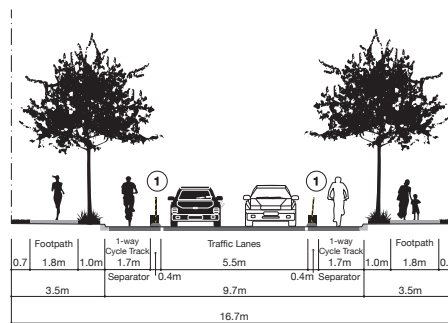 1 1
Footpath 1-way Cycle Track Traffic Lanes 1-way Cycle Track Footpath
0.7 1.8m 1.0m 1.7m 5.5m 1.7m 1.0m 1.8m 0.
Separator 0.4m 0.4m Separator
3.5m 9.7m 3.5m
16.7m